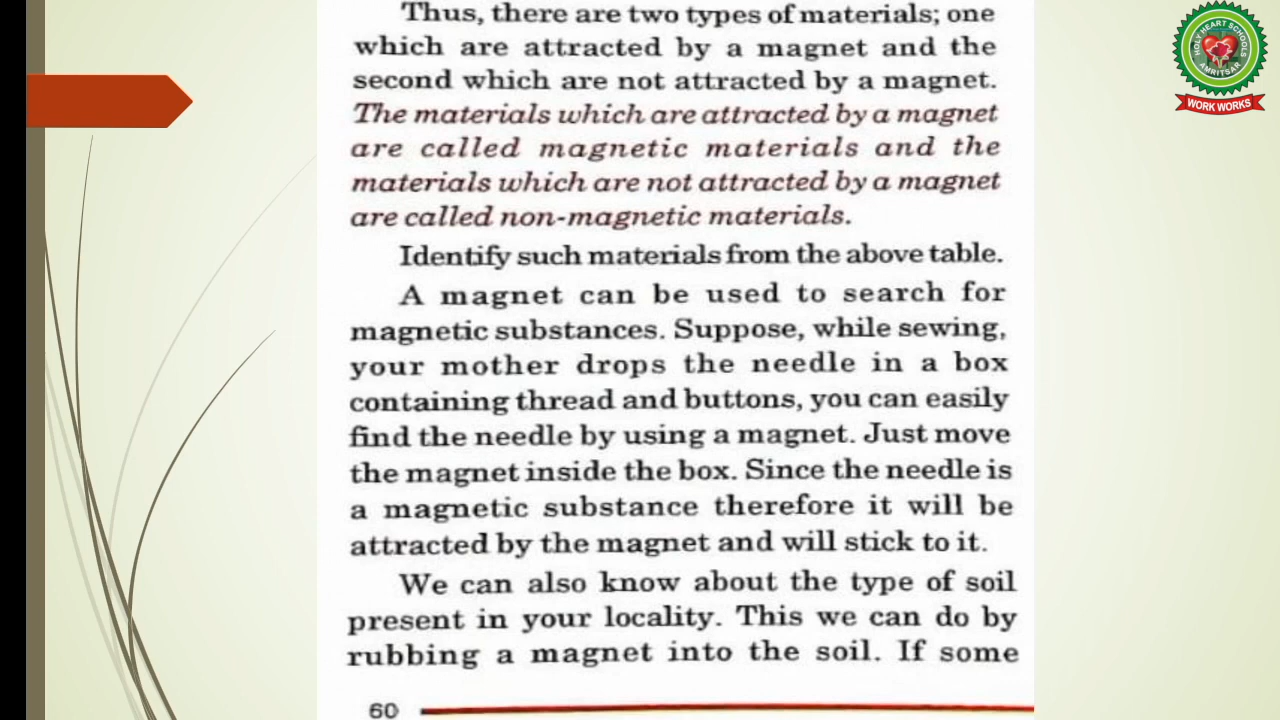 Thus, there are two types of materials; one
which are attracted by a magnet and the
second which are not attracted by a magnet.
The materials which are attracted by a magnet
are called magnetic materials and the
materials which are not attracted by a magnet
are called non-magnetic materials.
Identify such materials from the above table.
A magnet can be used to search for
magnetic substances. Suppose, while sewing,
your mother drops the needle in a box
containing thread and buttons, you can easily
find the needle by using a magnet. Just move
the magnet inside the box. Since the needle is
a magnetic substance therefore it will be
attracted by the magnet and will stick to it.
We can also know about the type of soil
present in your locality. This we can do by
rubbing a magnet into the soil. If some
60
HOLY HEART SCHOOLS
AMRITSAR
WORK WORKS